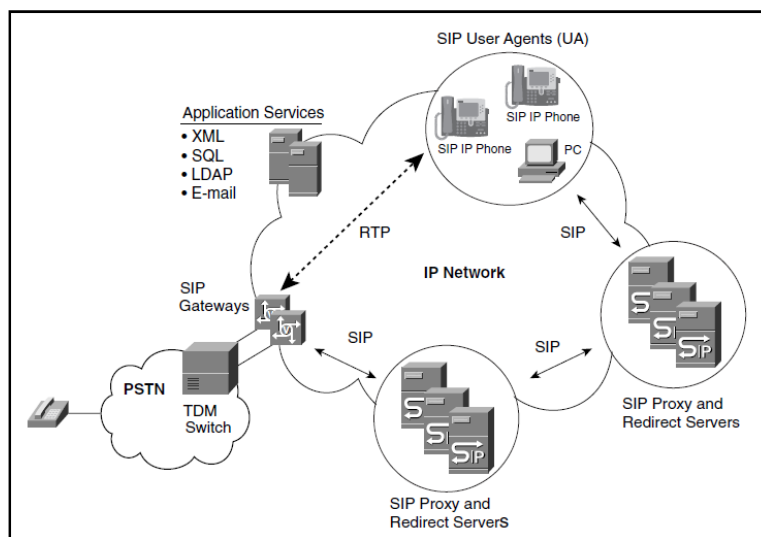 SIP User Agents (UA)
SIP IP Phone
SIP IP Phone
PC
Application Services
• XML
• SQL
• LDAP
• E-mail
RTP
SIP
IP Network
SIP
Gateways
SIP
SIP
IP
SIP Proxy and
Redirect Servers
PSTN
TDM
Switch
IP
SIP Proxy and
Redirect Servers